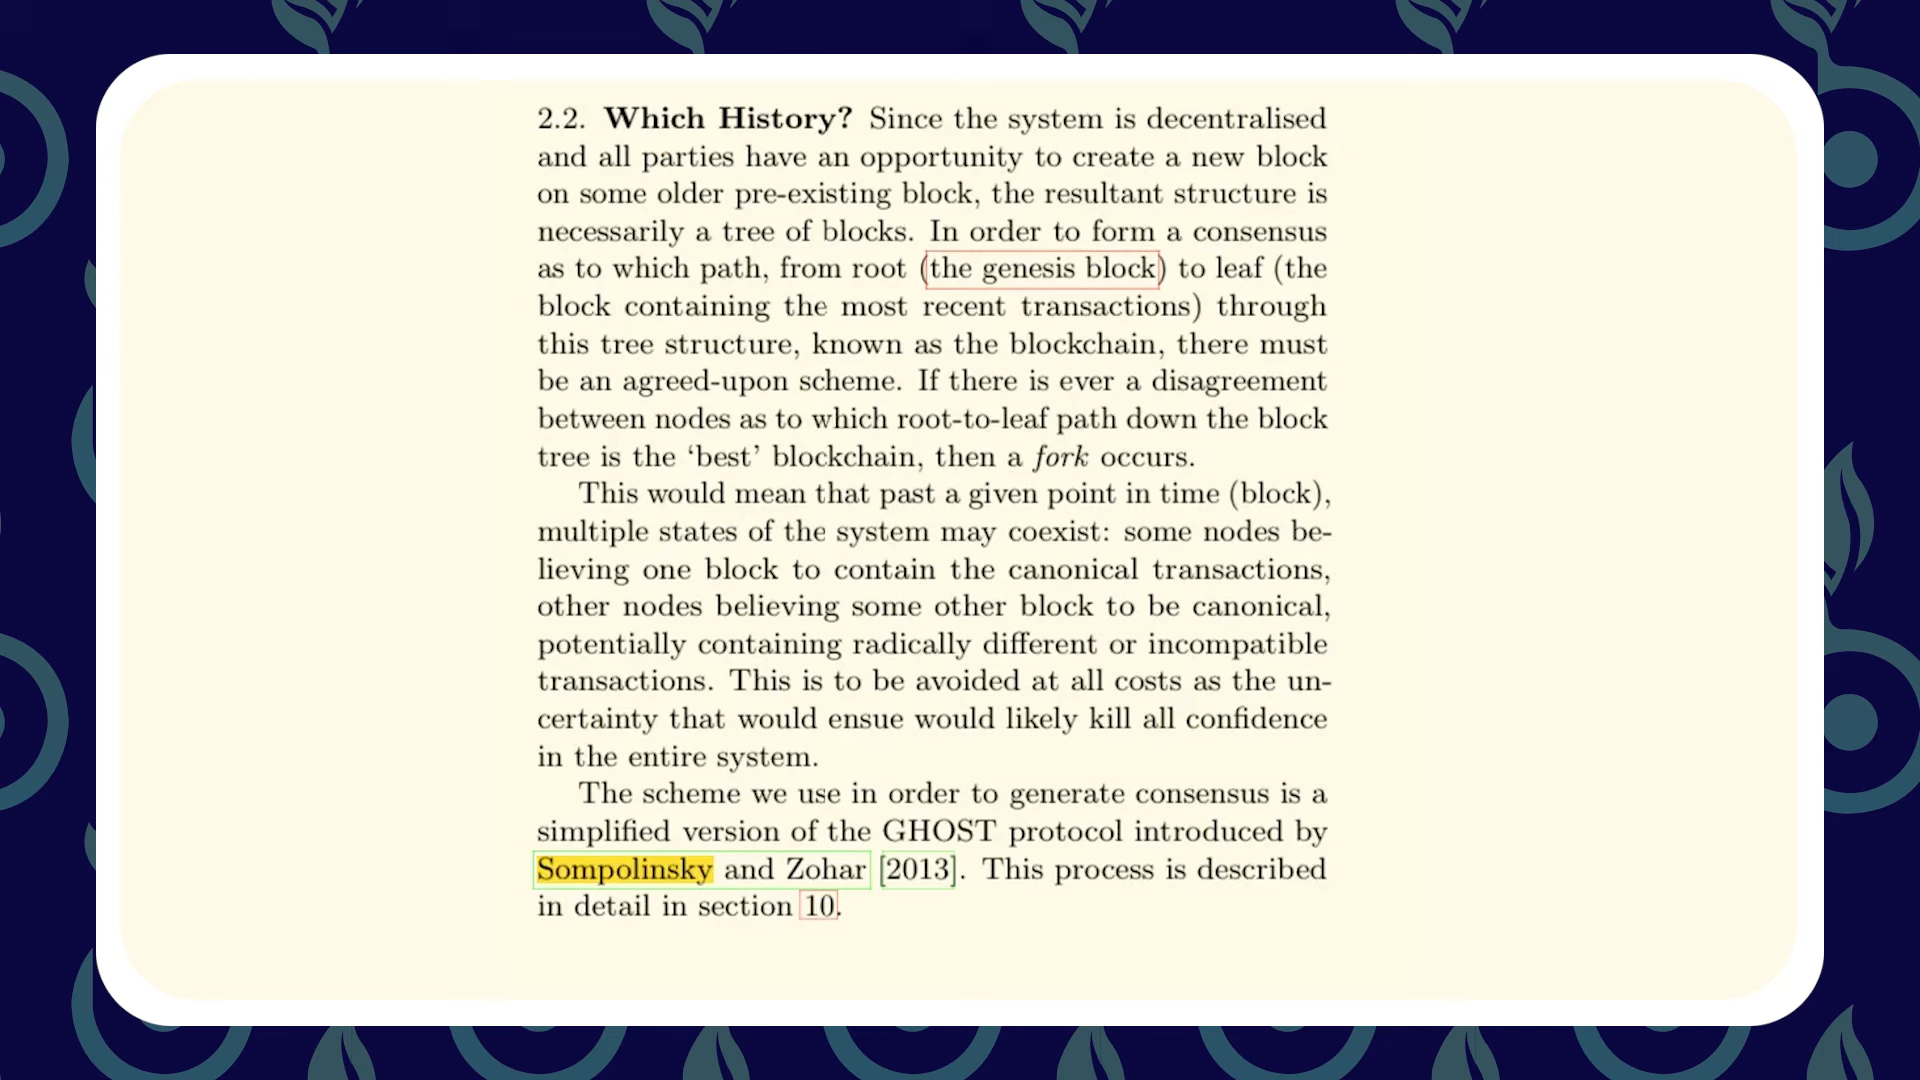 2.2. Which History? Since the system is decentralised
and all parties have an opportunity to create a new block
on some older pre-existing block, the resultant structure is
necessarily a tree of blocks. In order to form a consensus
as to which path, from root (the genesis block) to leaf (the
block containing the most recent transactions) through
this tree structure, known as the blockchain, there must
be an agreed-upon scheme. If there is ever a disagreement
between nodes as to which root-to-leaf path down the block
tree is the ‘best’ blockchain, then a fork occurs.
This would mean that past a given point in time (block),
multiple states of the system may coexist: some nodes be-
lieving one block to contain the canonical transactions,
other nodes believing some other block to be canonical,
potentially containing radically different or incompatible
transactions. This is to be avoided at all costs as the un-
certainty that would ensue would likely kill all confidence
in the entire system.
The scheme we use in order to generate consensus is a
simplified version of the GHOST protocol introduced by
Sompolinsky and Zohar [2013]. This process is described
in detail in section 10.